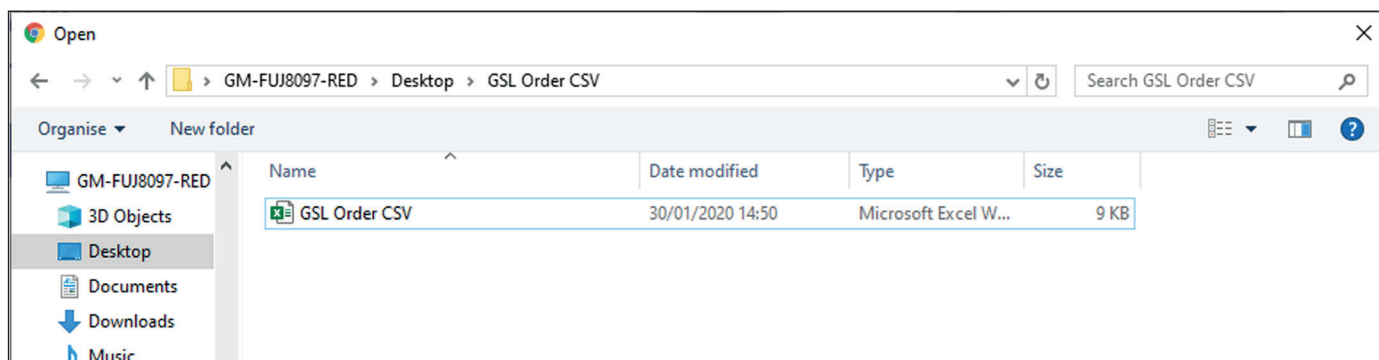 Open
GM-FUJ8097-RED > Desktop > GSL Order CSV
Search GSL Order CSV
Organise
New folder
Name Date modified Type Size
GSL Order CSV 30/01/2020 14:50 Microsoft Excel W... 9 KB
GM-FUJ8097-RED
3D Objects
Desktop
Documents
Downloads
Music